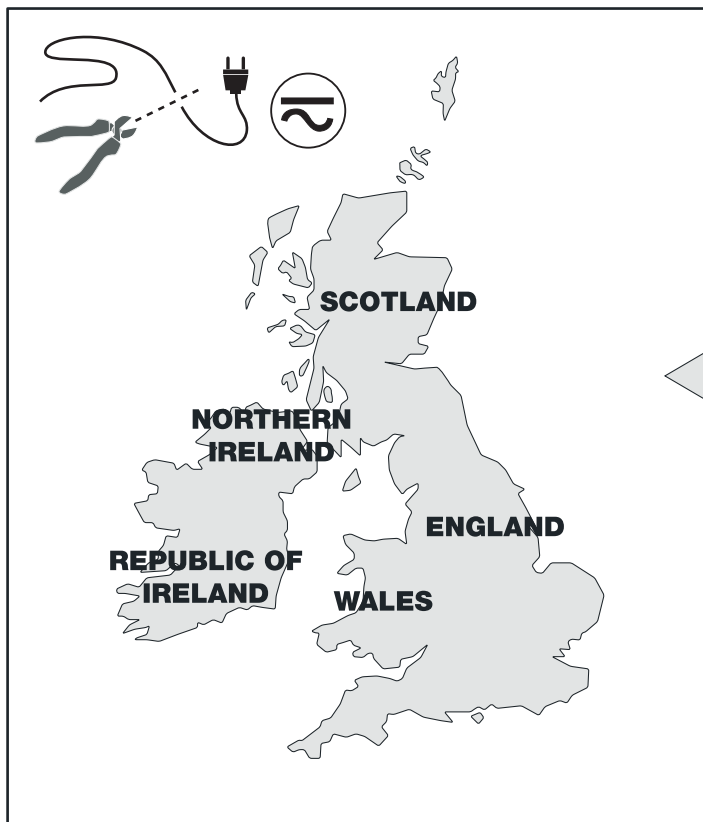 SCOTLAND
NORTHERN
IRELAND
ENGLAND
REPUBLIC OF
IRELAND
WALES